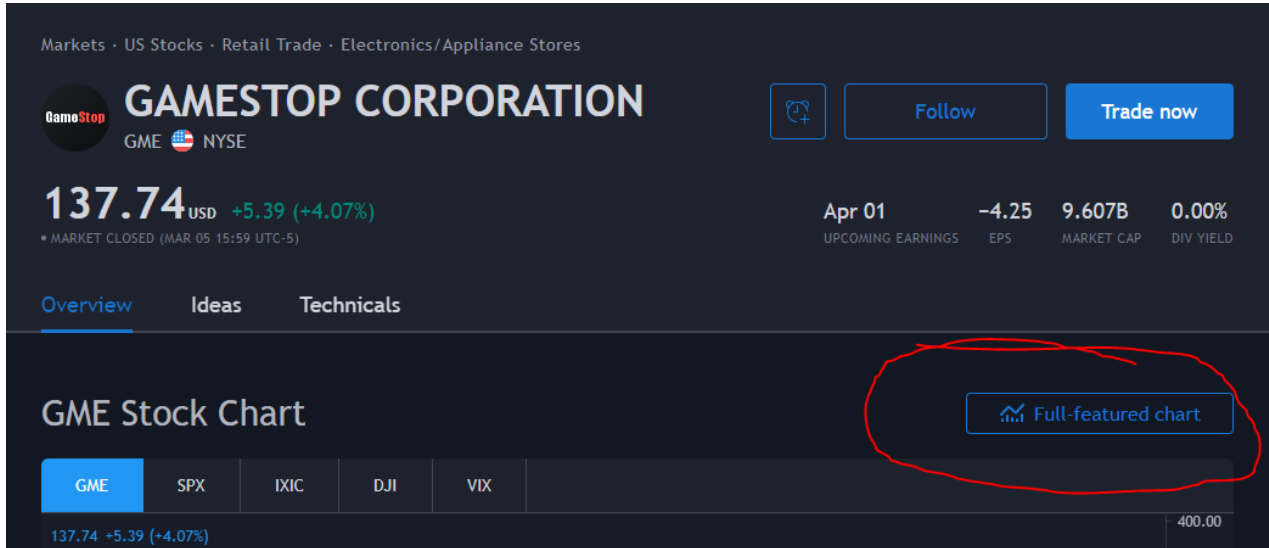 Markets · US Stocks · Retail Trade · Electronics/Appliance Stores
GameStop
GAMESTOP CORPORATION
GME NYSE
Follow
Trade now
137.74 USD +5.39 (+4.07%)
• MARKET CLOSED (MAR 05 15:59 UTC-5)
Apr 01 −4.25 9.607B 0.00%
UPCOMING EARNINGS EPS MARKET CAP DIV YIELD
Overview Ideas Technicals
GME Stock Chart
Full-featured chart
GME SPX IXIC DJI VIX
137.74 +5.39 (+4.07%)
400.00